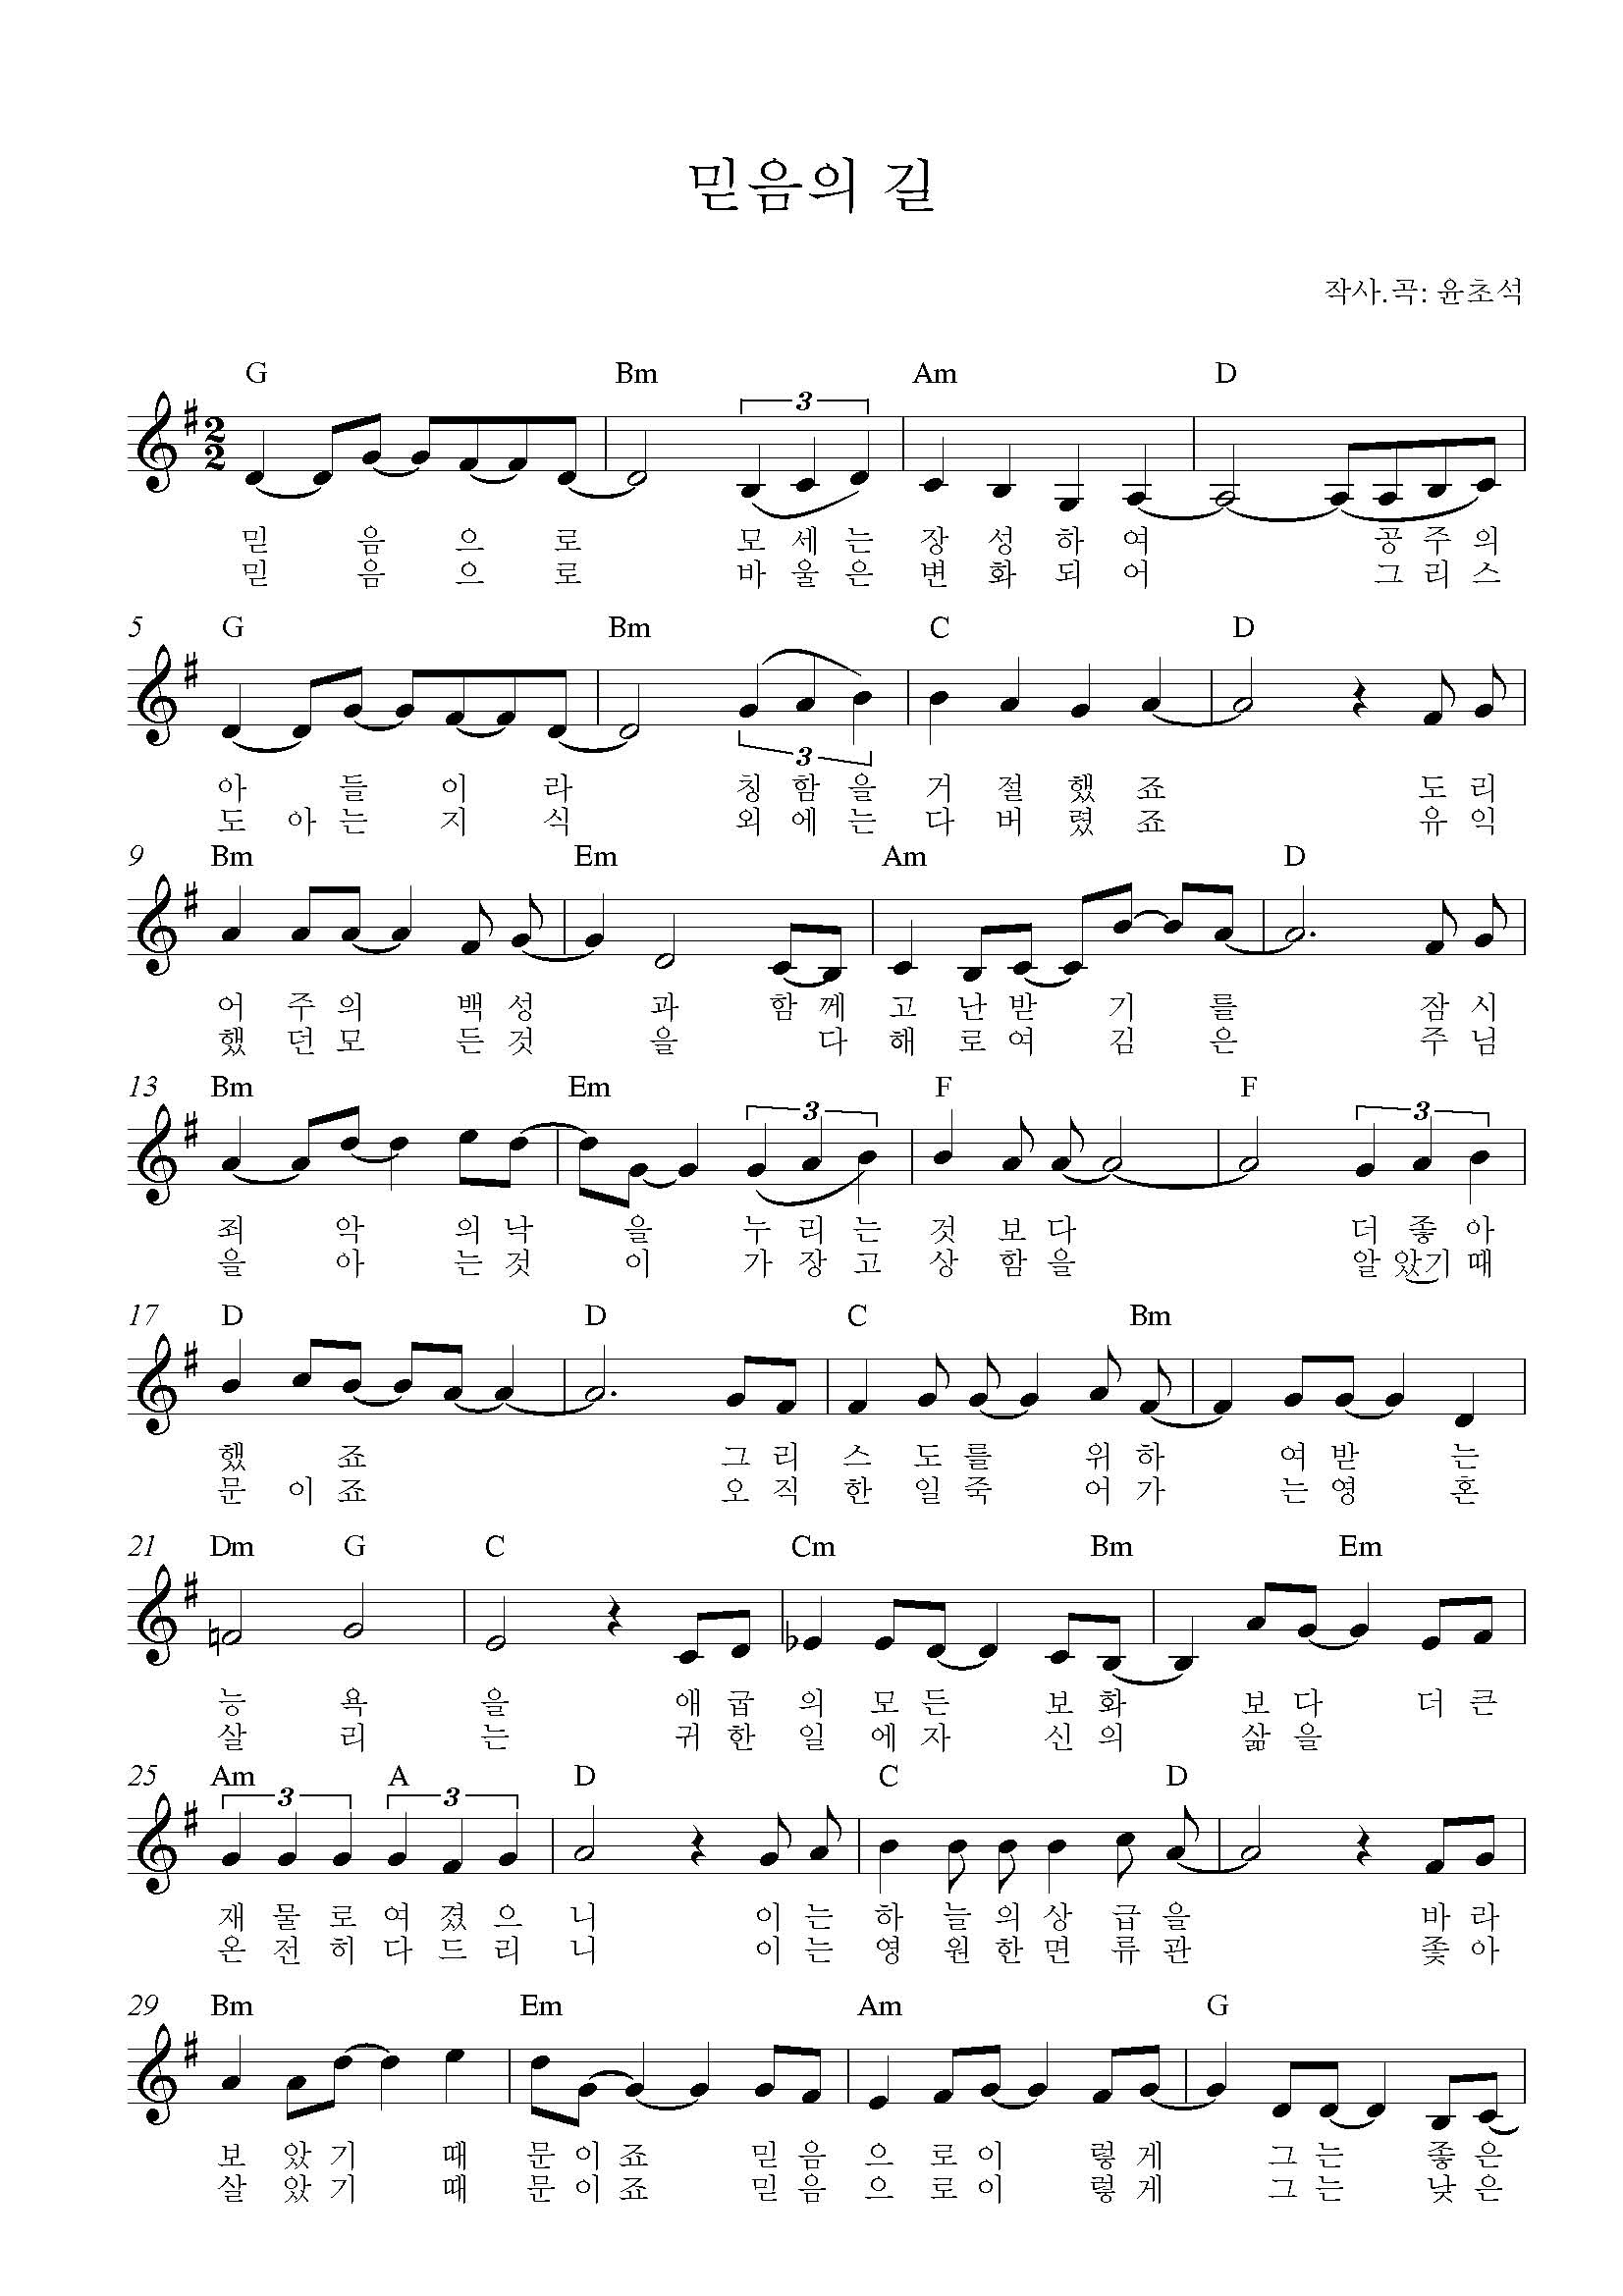 믿음의 길
작사.곡: 윤초석
G Bm Am D
3
2
2
믿 음 으 로 모 세 는 장 성 하 여 공 주 의
믿 음 으 로 바 울 은 변 화 되 어 그 리 스
5 G Bm C D
3
아 들 이 라 칭 함 을 거 절 했 죠 도 리
도 아 는 지 식 외 에 는 다 버 렸 죠 유 익
9 Bm Em Am D
어 주 의 백 성 과 함 께 고 난 받 기 를 잠 시
했 던 모 든 것 을 다 해 로 여 김 은 주 님
13 Bm Em F F
3 3
죄 악 의 낙 을 누 리 는 것 보 다 더 좋 아
을 아 는 것 이 가 장 고 상 함 을 알 았기 때
17 D D C Bm
했 죠 그 리 스 도 를 위 하 여 받 는
문 이 죠 오 직 한 일 죽 어 가 는 영 혼
21 Dm G C Cm Bm Em
능 욕 을 애 굽 의 모 든 보 화 보 다 더 큰
살 리 는 귀 한 일 에 자 신 의 삶 을
25 Am A D C D
3 3
재 물 로 여 겼 으 니 이 는 하 늘 의 상 급 을 바 라
온 전 히 다 드 리 니 이 는 영 원 한 면 류 관 좇 아
29 Bm Em Am G
보 았 기 때 문 이 죠 믿 음 으 로 이 렇 게 그 는 좋 은
살 았 기 때 문 이 죠 믿 음 으 로 이 렇 게 그 는 낮 은